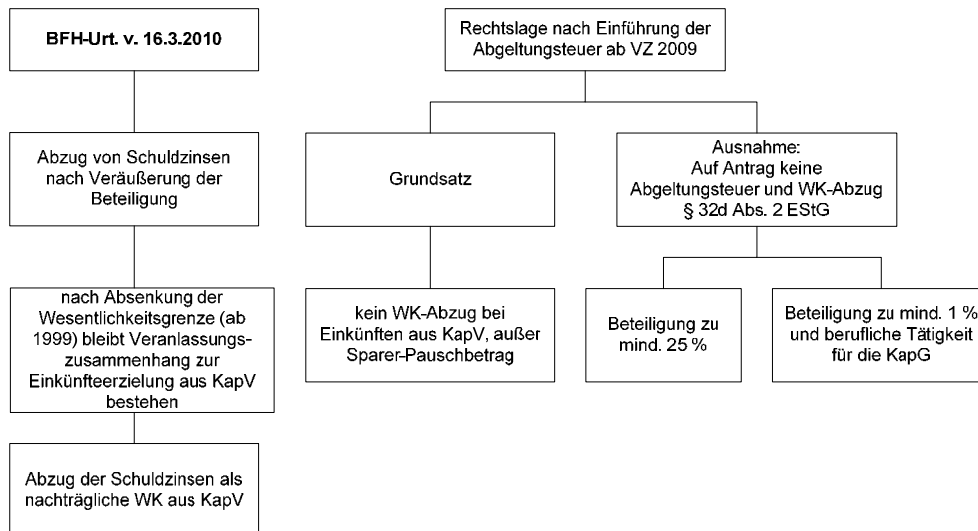 BFH-Urt. v. 16.3.2010
Abzug von Schuldzinsen
nach Veräußerung der
Beteiligung
nach Absenkung der
Wesentlichkeitsgrenze (ab
1999) bleibt Veranlassungs-
zusammenhang zur
Einkünfteerzielung aus KapV
bestehen
Abzug der Schuldzinsen als
nachträgliche WK aus KapV
Rechtslage nach Einführung der
Abgeltungsteuer ab VZ 2009
Grundsatz
kein WK-Abzug bei
Einkünften aus KapV, außer
Sparer-Pauschbetrag
Ausnahme:
Auf Antrag keine
Abgeltungsteuer und WK-Abzug
§ 32d Abs. 2 EStG
Beteiligung zu
mind. 25 %
Beteiligung zu mind. 1 %
und berufliche Tätigkeit
für die KapG